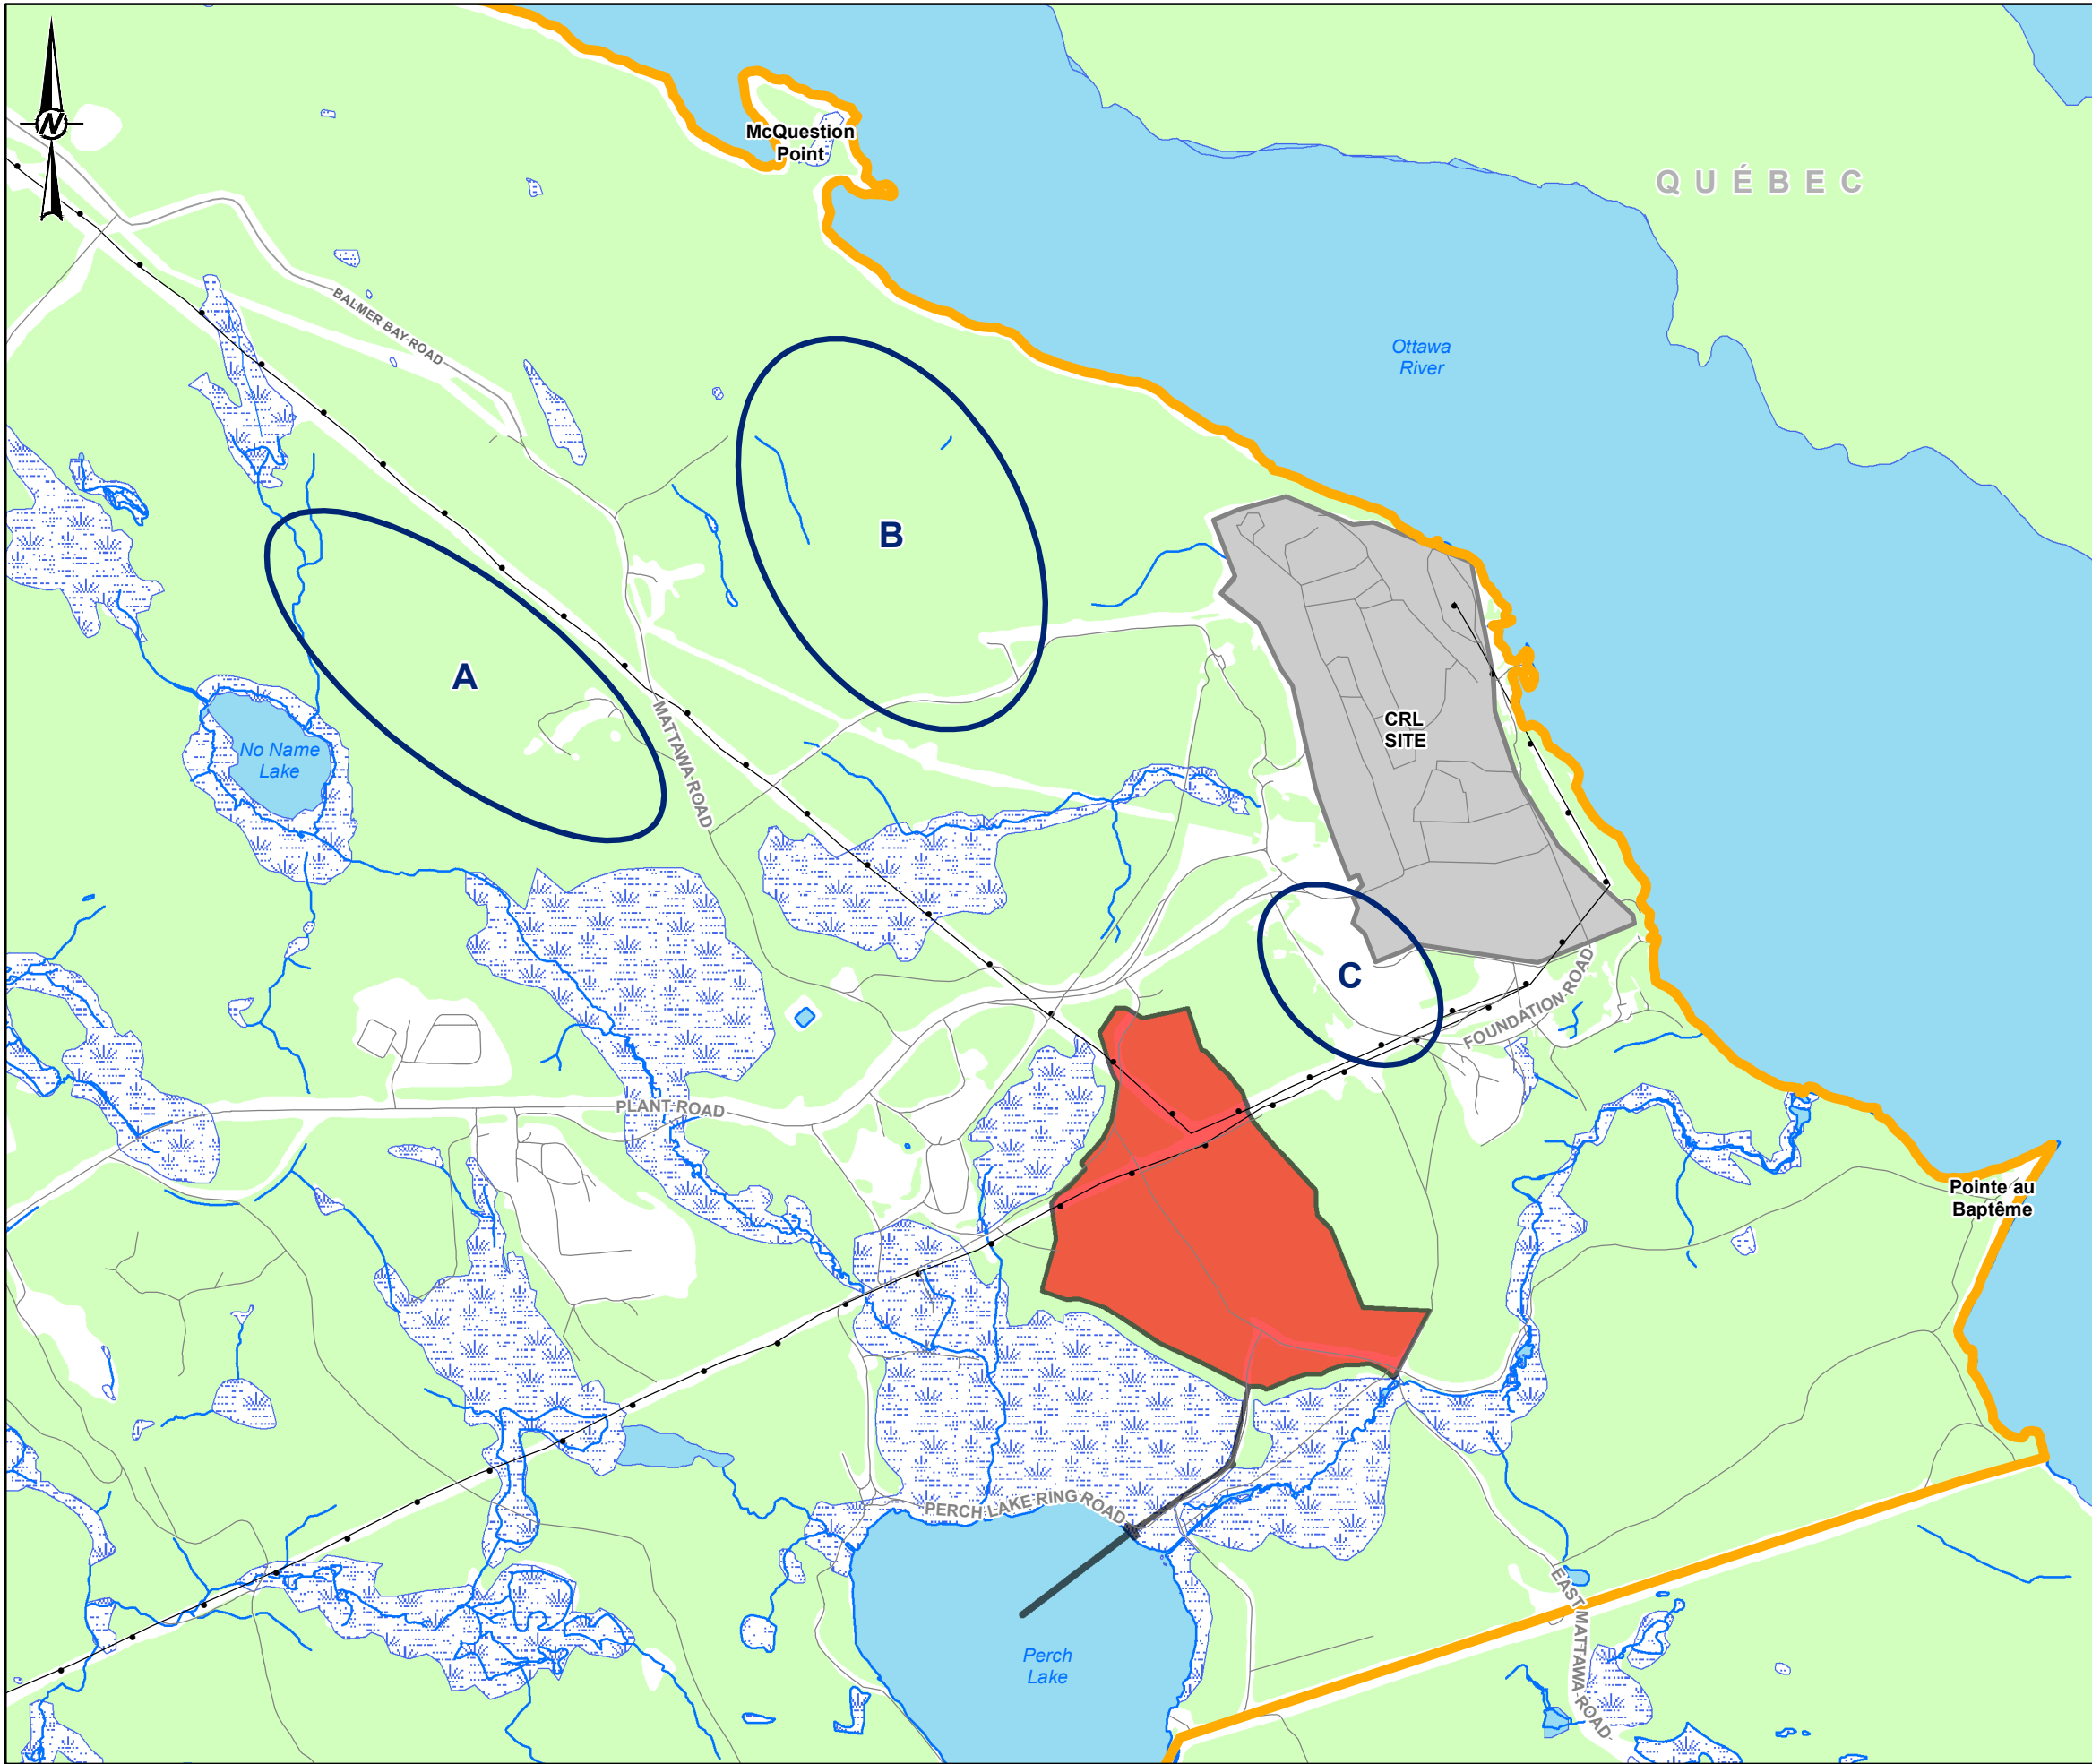 N
McQuestion
Point
QUÉBEC
BALMER BAY ROAD
Ottawa
River
B
A
CRL
SITE
MATTAWA ROAD
No Name
Lake
C
FOUNDATION ROAD
PLANT ROAD
Pointe au
Baptême
PERCH LAKE RING ROAD
EAST MATTAWA ROAD
Perch
Lake